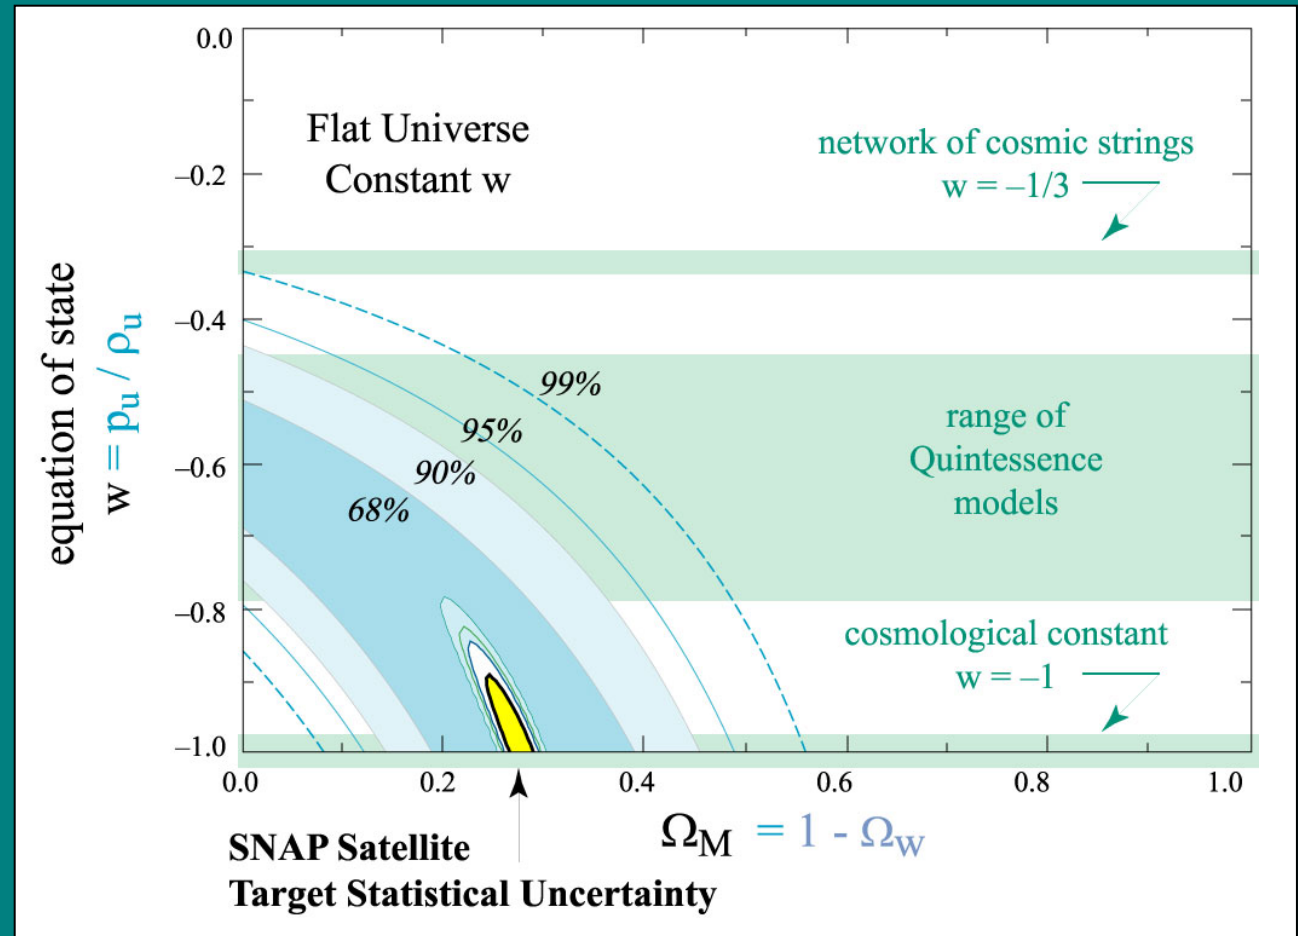 Flat Universe
Constant w
network of cosmic strings
w = –1/3
99%
95%
90%
68%
range of
Quintessence
models
cosmological constant
w = –1
equation of state
w = pu / ρu
0.0
–0.2
–0.4
–0.6
–0.8
–1.0
0.0 0.2 0.4 0.6 0.8 1.0
ΩM = 1 - Ωw
SNAP Satellite
Target Statistical Uncertainty